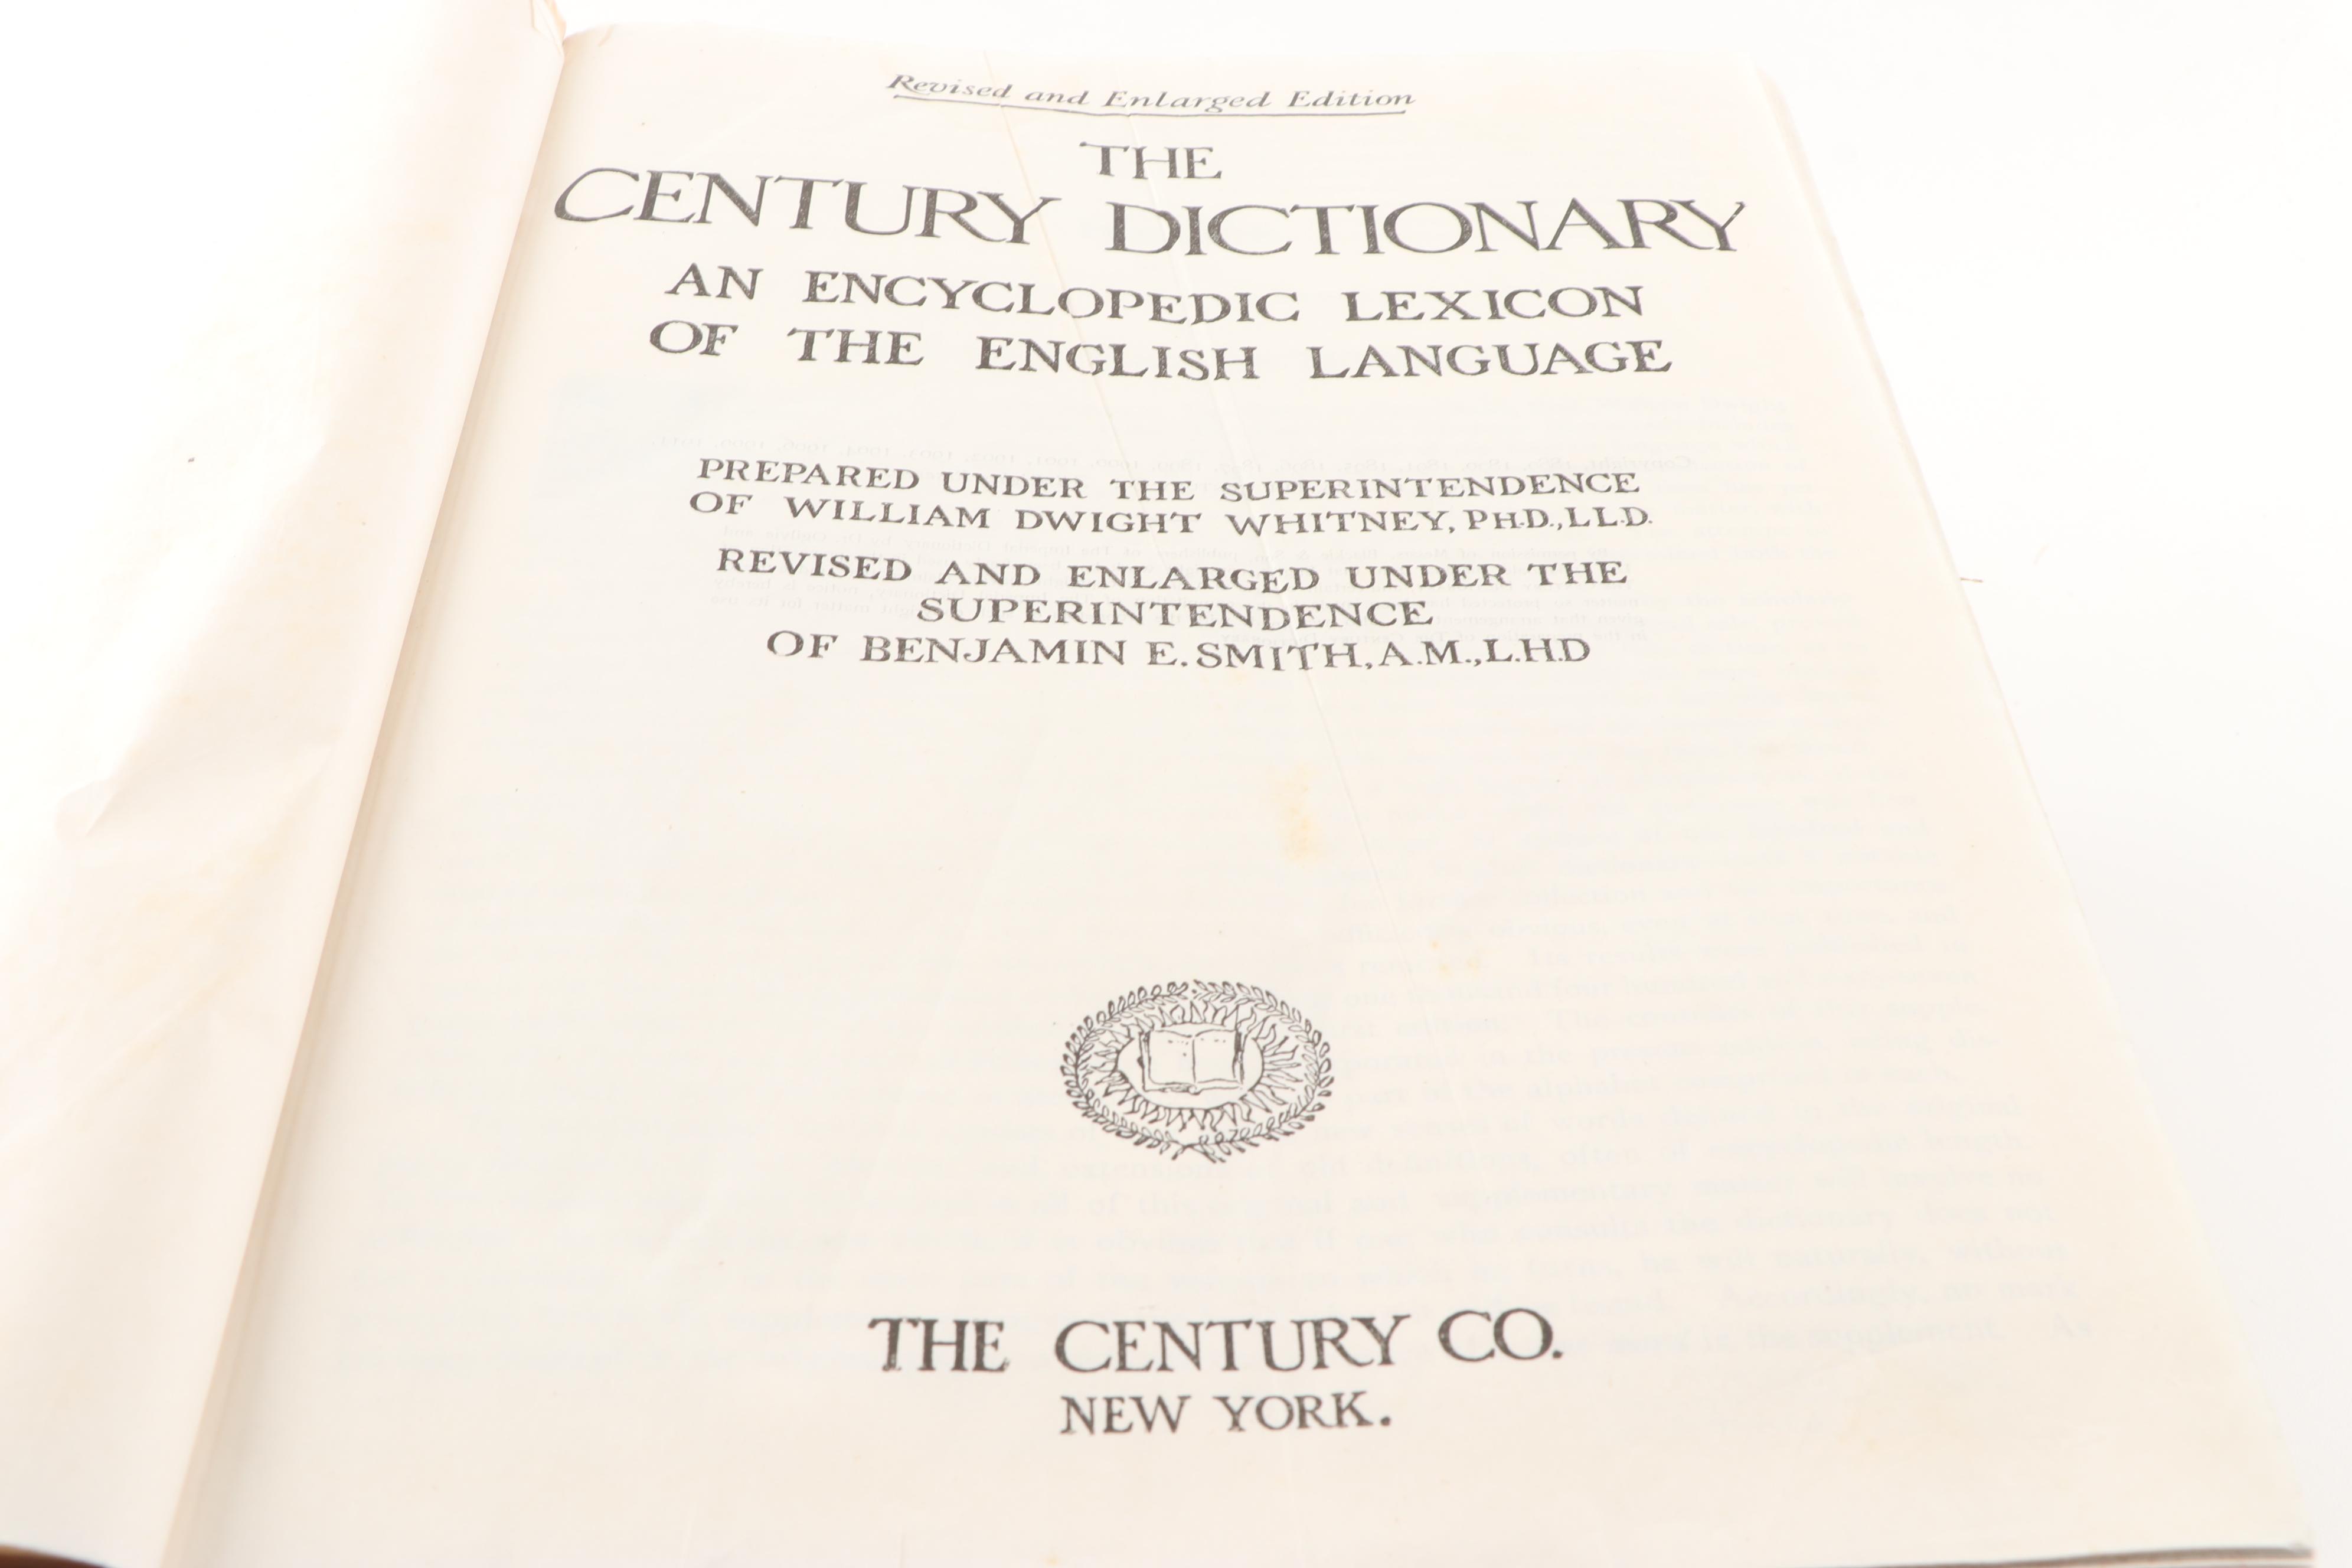 Revised and Enlarged Edition
THE
CENTURY DICTIONARY
AN ENCYCLOPEDIC LEXICON
OF THE ENGLISH LANGUAGE
PREPARED UNDER THE SUPERINTENDENCE
OF WILLIAM DWIGHT WHITNEY, PH.D., LL.D.
REVISED AND ENLARGED UNDER THE
SUPERINTENDENCE
OF BENJAMIN E. SMITH, A.M., L.H.D
THE CENTURY CO.
NEW YORK.